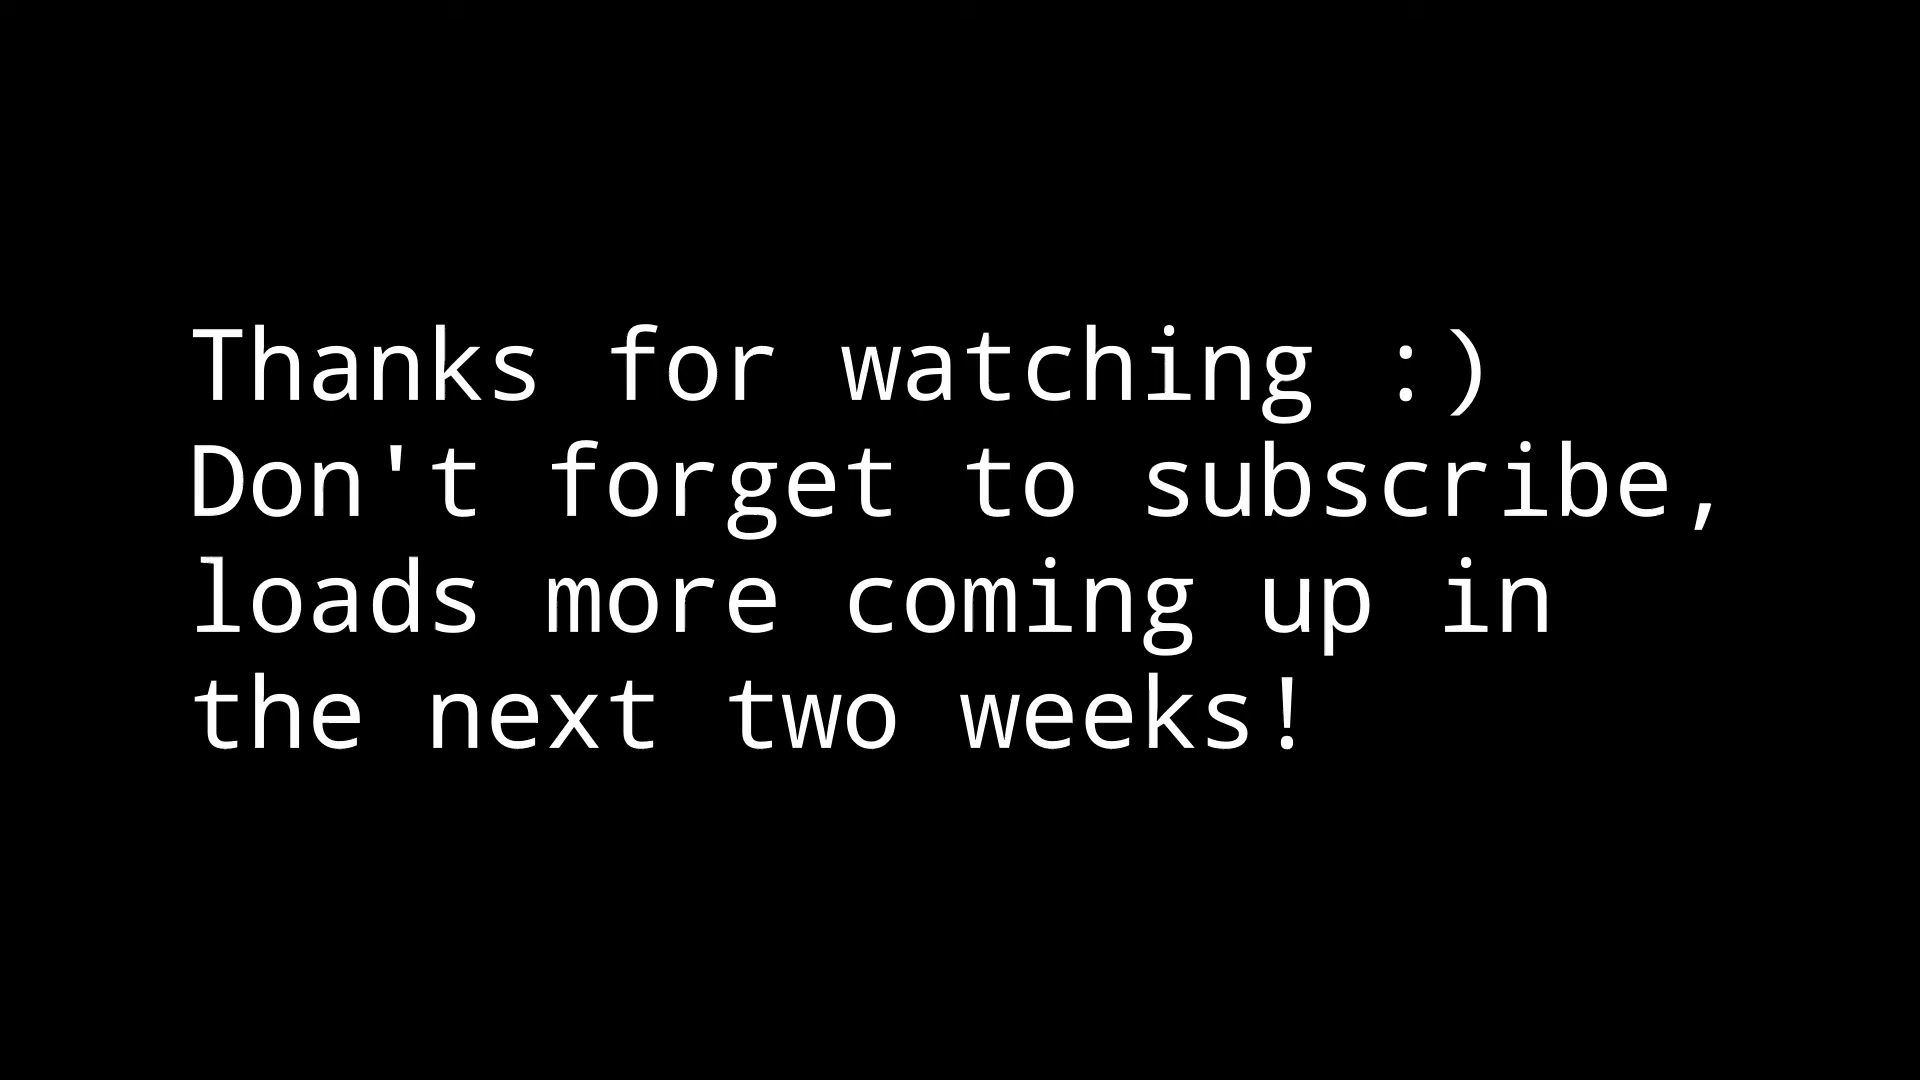 Thanks for watching :)
Don't forget to subscribe,
loads more coming up in
the next two weeks!